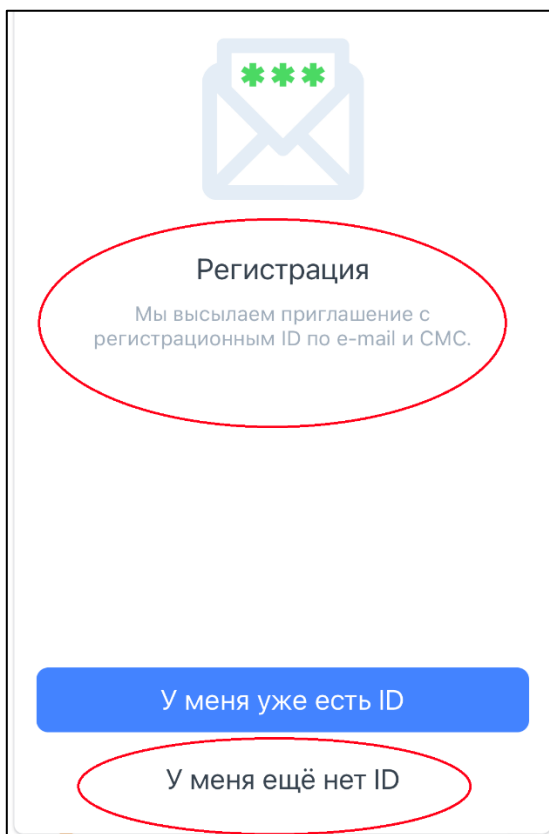 ***
Регистрация
Мы высылаем приглашение с
регистрационным ID по e-mail и СМС.
У меня уже есть ID
У меня ещё нет ID